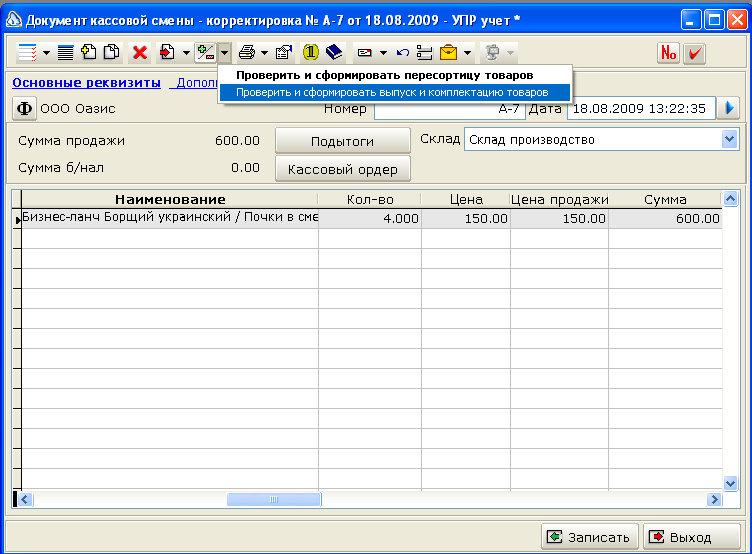 Документ кассовой смены - корректировка № А-7 от 18.08.2009 - УПР учет *
№
Проверить и сформировать пересортицу товаров
Основные реквизиты
Проверить и сформировать выпуск и комплектацию товаров
Ф ООО Оазис Номер А-7 Дата 18.08.2009 13:22:35
Сумма продажи 600.00 Подытоги Склад Склад производство
Сумма б/нал 0.00 Кассовый ордер
Наименование Кол-во Цена Цена продажи Сумма
Бизнес-ланч Борщий украинский / Почки в сме 4.000 150.00 150.00 600.00
Записать Выход